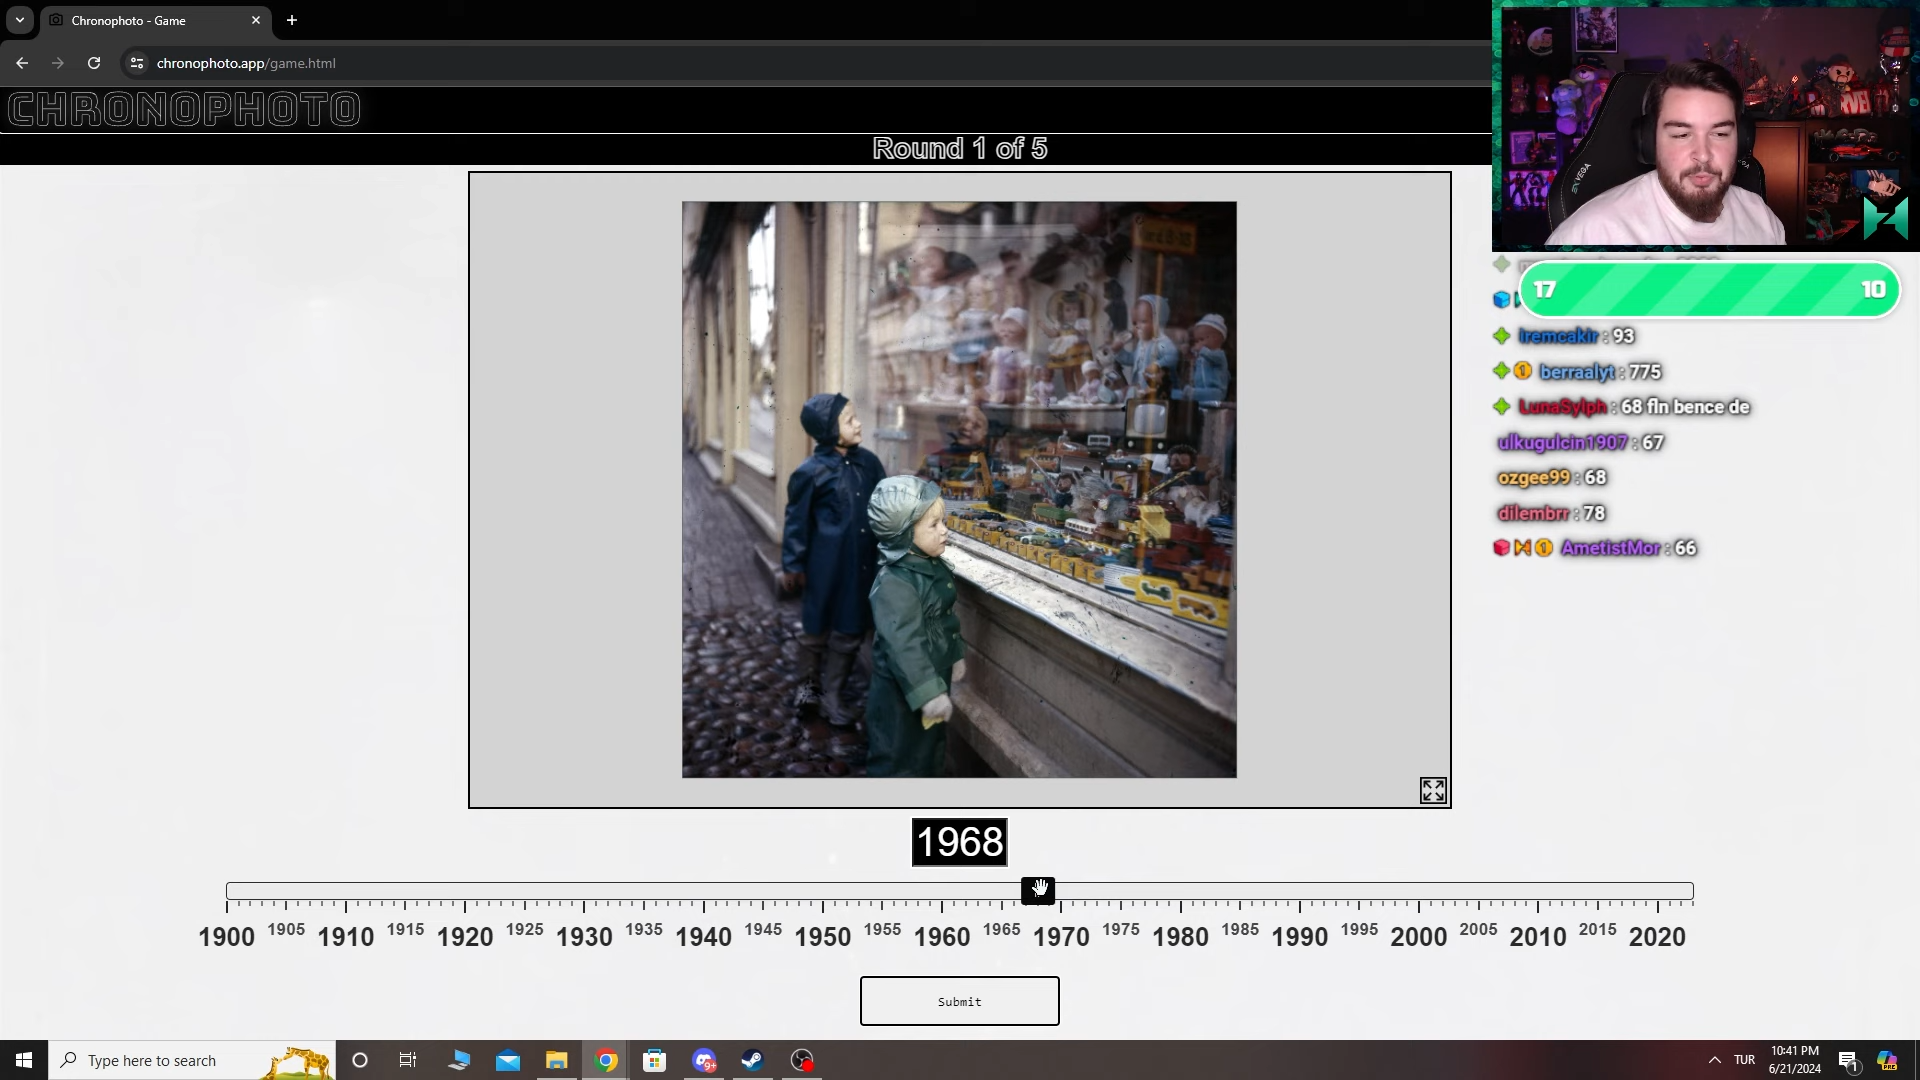 Chronophoto - Game
chronophoto.app/game.html
CHRONOPHOTO
Round 1 of 5
1968
1900 1905 1910 1915 1920 1925 1930 1935 1940 1945 1950 1955 1960 1965 1970 1975 1980 1985 1990 1995 2000 2005 2010 2015 2020
Submit
17 10
iremcakir : 93
berraalyt : 775
LunaSylph : 68 fln bence de
ulkugulcin1907 : 67
ozgee99 : 68
dilembrr : 78
AmetistMor : 66
Type here to search
TUR
10:41 PM
6/21/2024